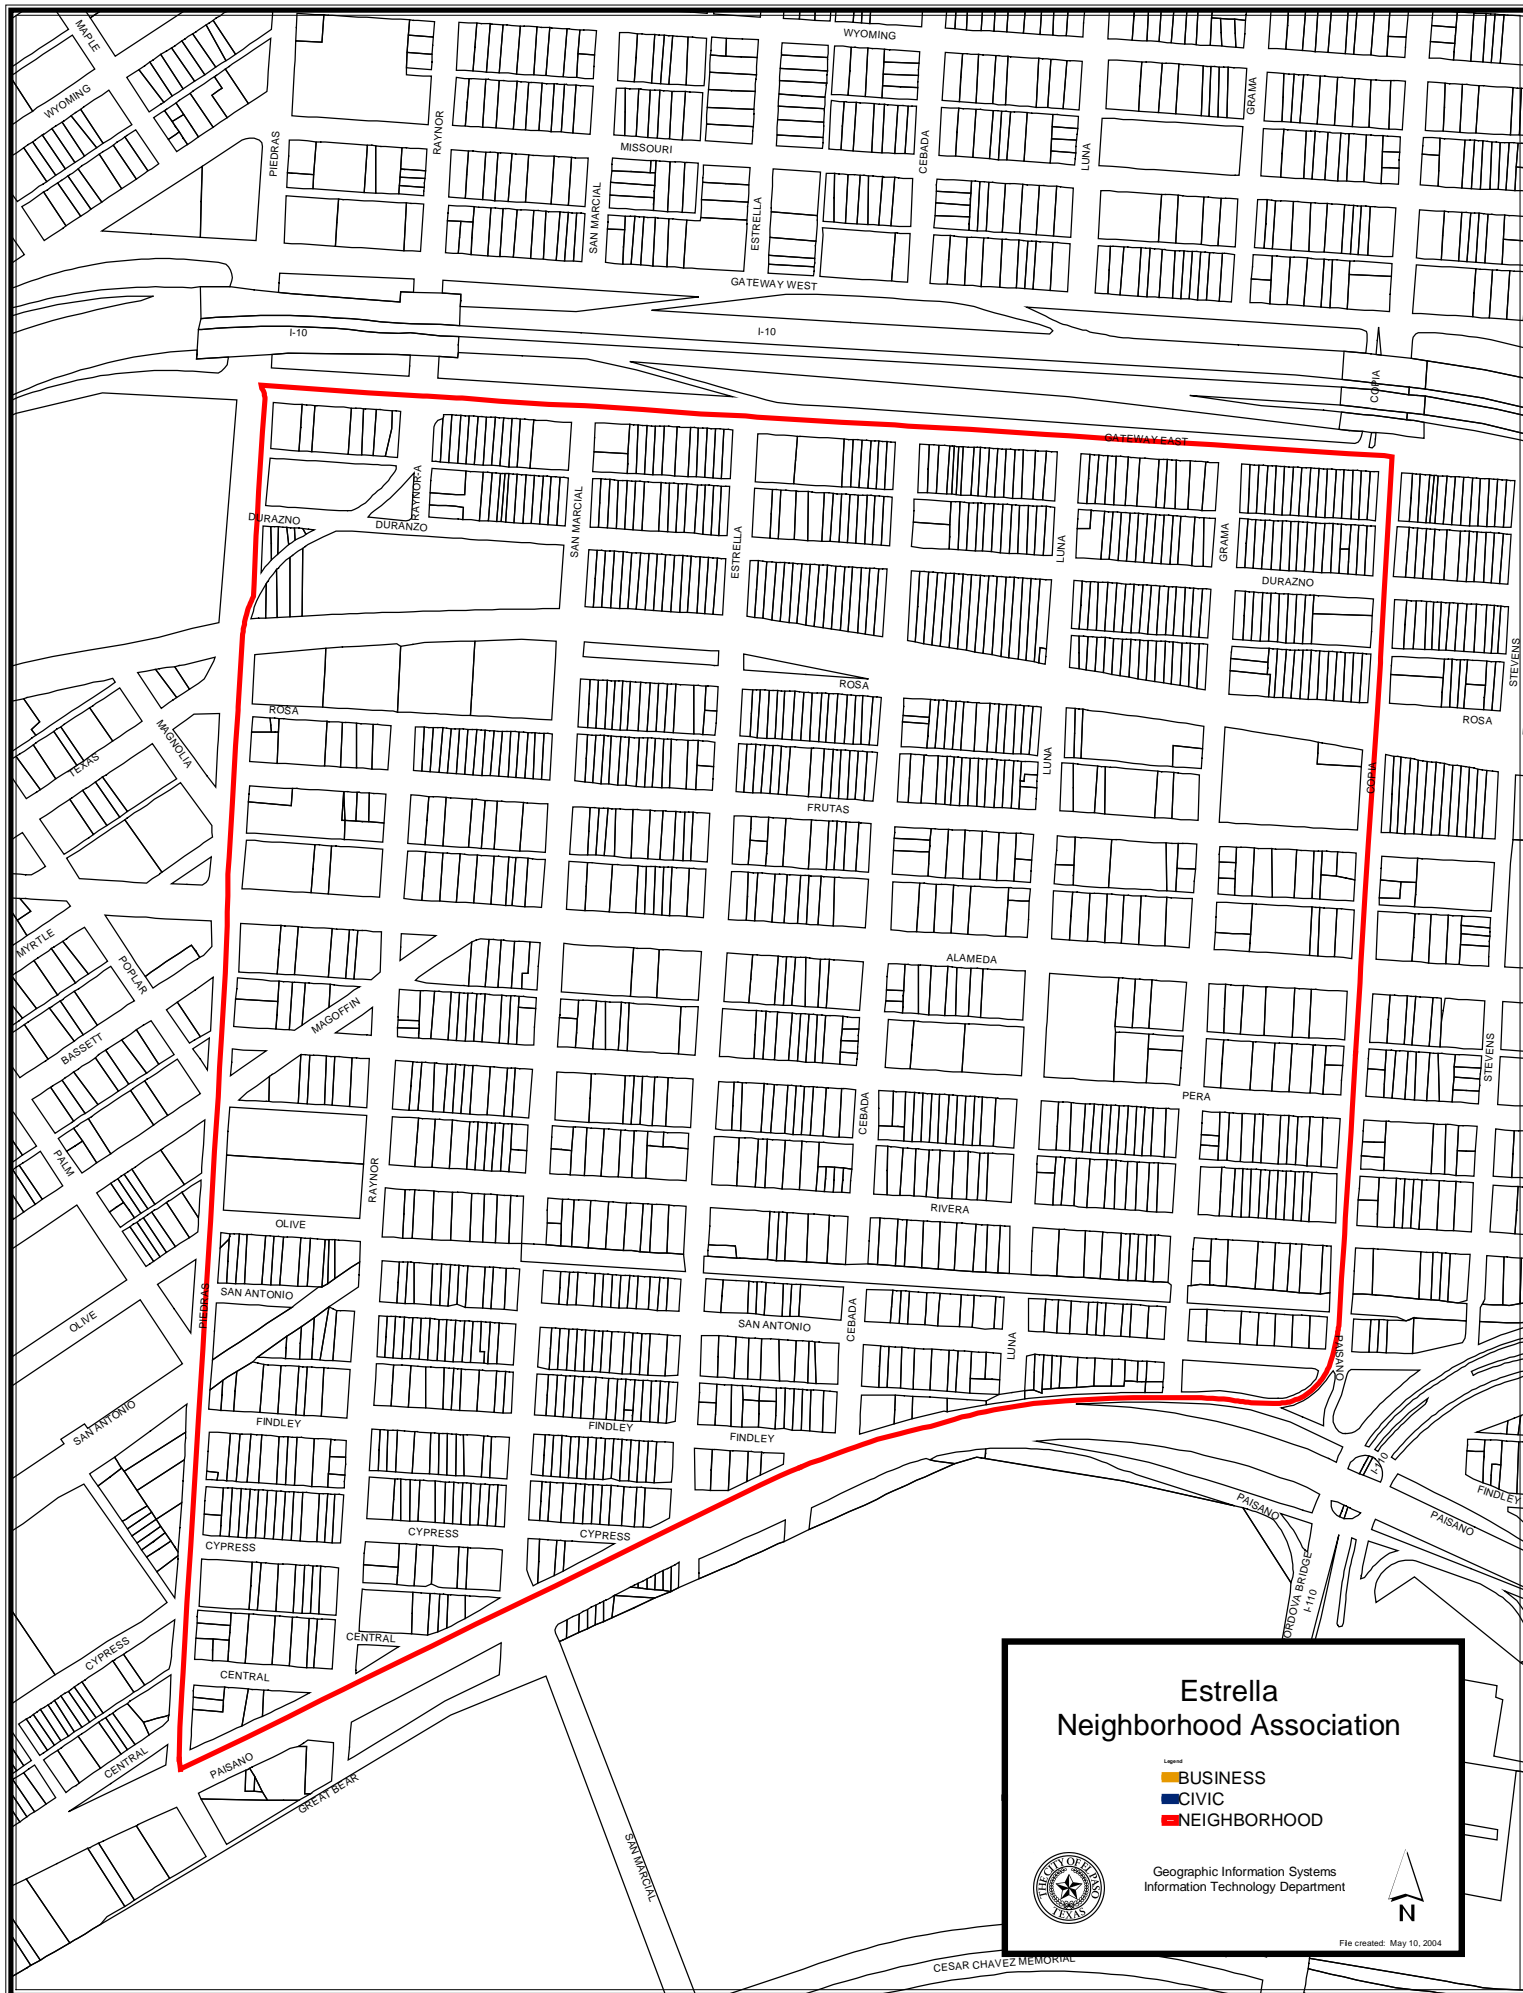 WYOMING
MAPLE
WYOMING
GRAMA
RAYNOR
PIEDRAS
MISSOURI
CEBADA
LUNA
SAN MARCIAL
ESTRELLA
GATEWAY WEST
I-10
I-10
COPIA
GATEWAY EAST
RAYNOR-A
DURAZNO
DURANZO
SAN MARCIAL
ESTRELLA
LUNA
GRAMA
DURAZNO
STEVENS
ROSA
ROSA
ROSA
MAGNOLIA
TEXAS
LUNA
COPIA
FRUTAS
MYRTLE
POPLAR
ALAMEDA
MAGOFFIN
BASSETT
STEVENS
PERA
CEBADA
PALM
RAYNOR
RIVERA
OLIVE
SAN ANTONIO
PIEDRAS
OLIVE
SAN ANTONIO
CEBADA
LUNA
PAISANO
SAN ANTONIO
FINDLEY
FINDLEY
FINDLEY
I-110
FINDLEY
PAISANO
PAISANO
CYPRESS
CYPRESS
CYPRESS
ORDOVA BRIDGE
I-110
CENTRAL
CYPRESS
CENTRAL
CENTRAL
PAISANO
GREAT BEAR
SAN MARCIAL
Estrella
Neighborhood Association
Legend
BUSINESS
CIVIC
NEIGHBORHOOD
Geographic Information Systems
Information Technology Department
THE CITY OF EL PASO
TEXAS
N
File created: May 10, 2004
CESAR CHAVEZ MEMORIAL